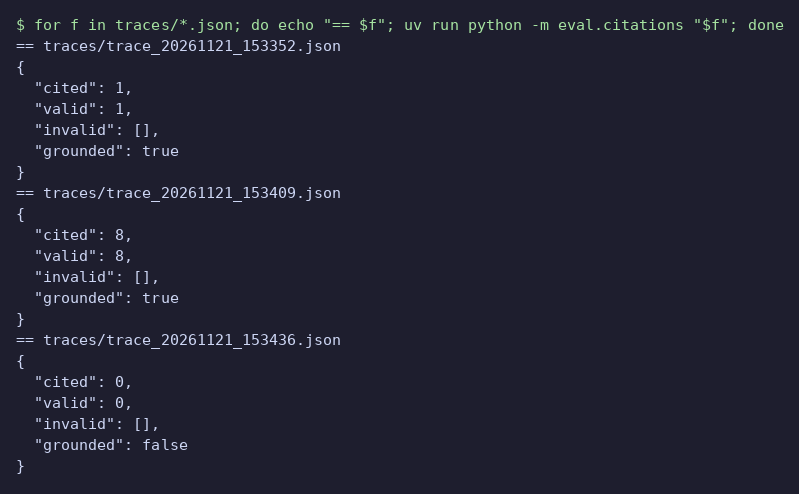 $ for f in traces/*.json; do echo "== $f"; uv run python -m eval.citations "$f"; done
== traces/trace_20261121_153352.json
{
  "cited": 1,
  "valid": 1,
  "invalid": [],
  "grounded": true
}
== traces/trace_20261121_153409.json
{
  "cited": 8,
  "valid": 8,
  "invalid": [],
  "grounded": true
}
== traces/trace_20261121_153436.json
{
  "cited": 0,
  "valid": 0,
  "invalid": [],
  "grounded": false
}